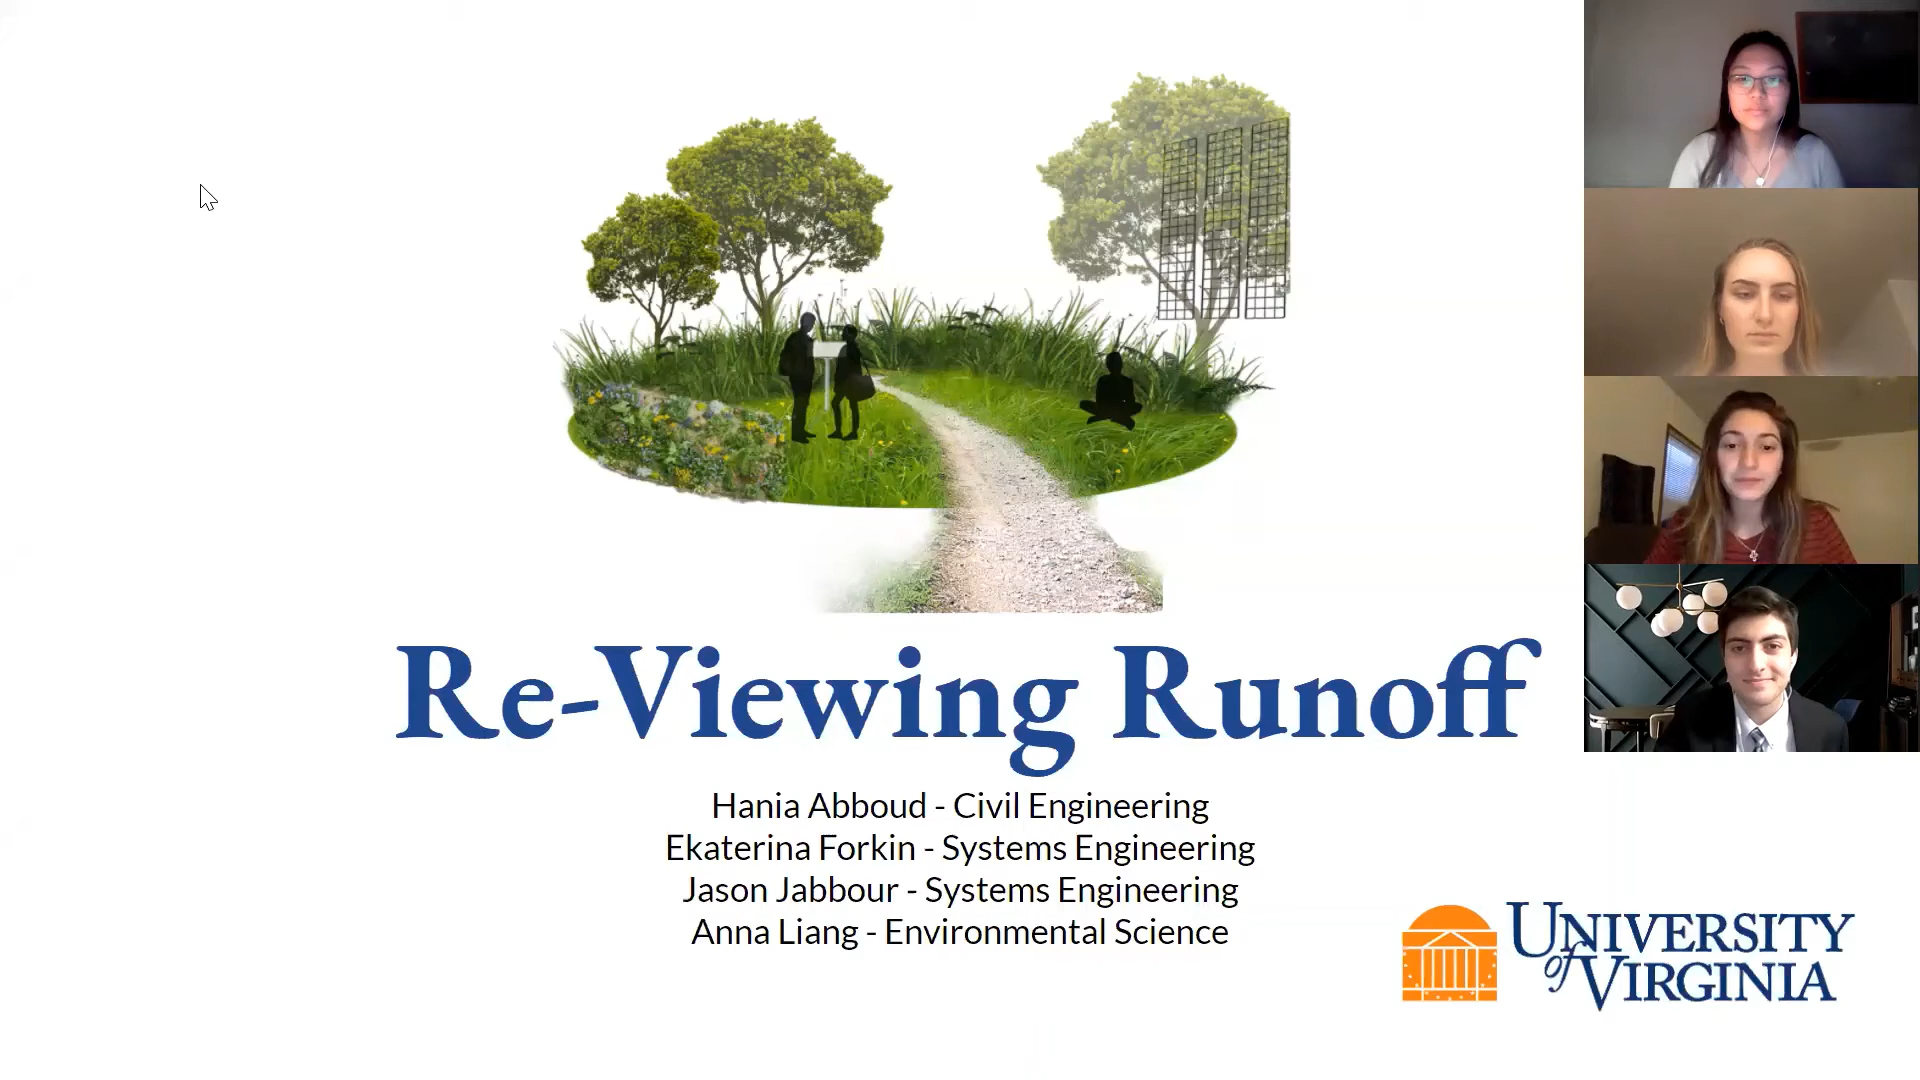 Re-Viewing Runoff
Hania Abboud - Civil Engineering
Ekaterina Forkin - Systems Engineering
Jason Jabbour - Systems Engineering
Anna Liang - Environmental Science
UNIVERSITY
of VIRGINIA